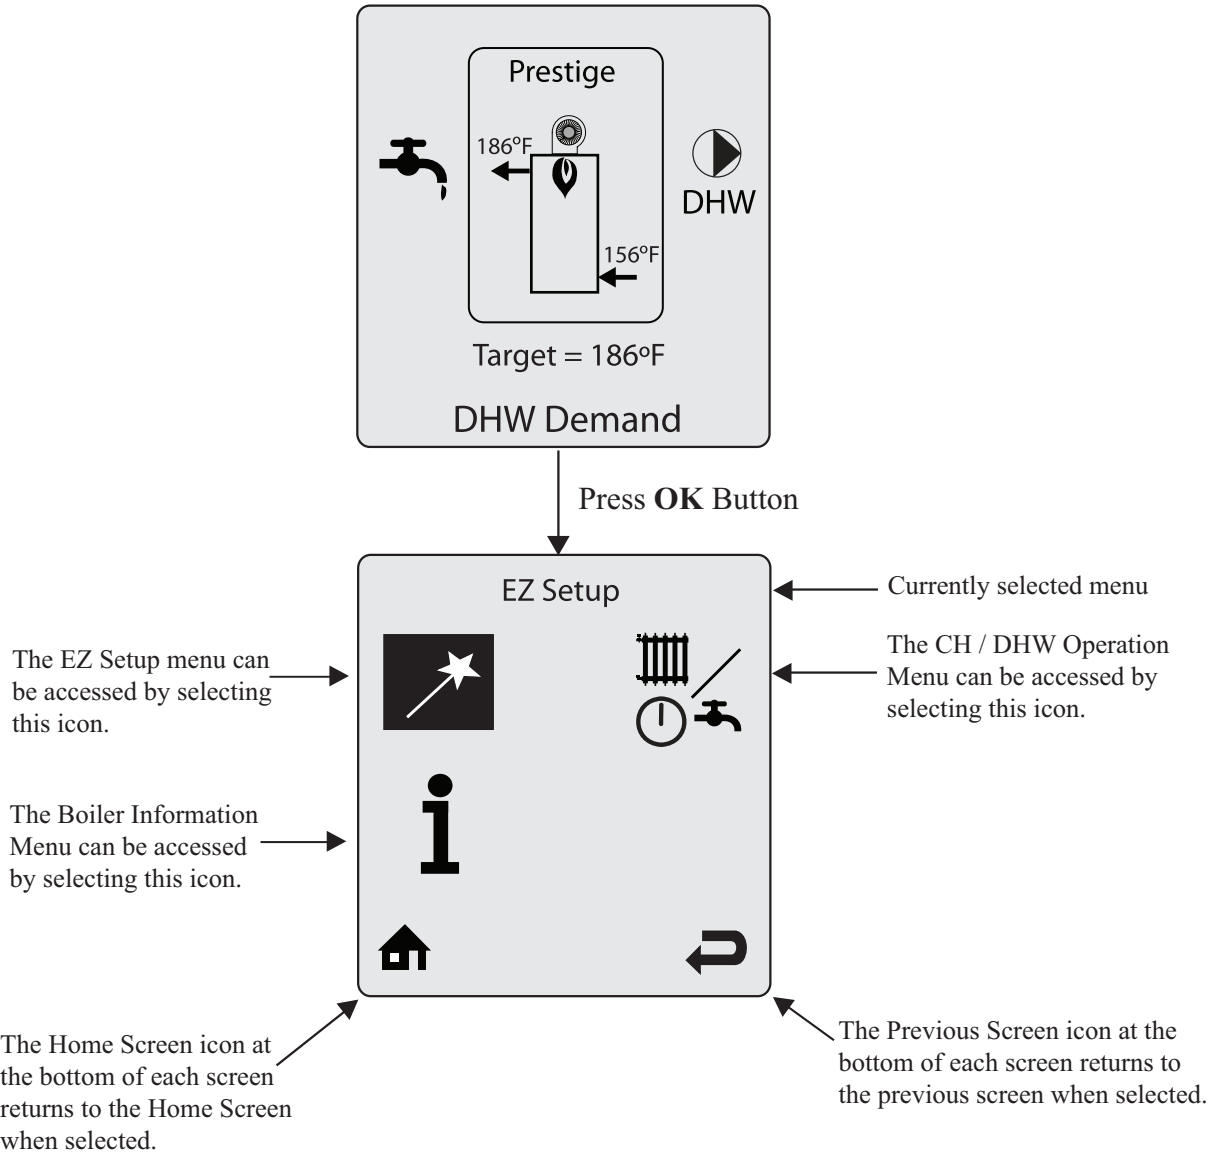 Prestige
186ºF
DHW
156ºF
Target = 186ºF
DHW Demand
Press OK Button
EZ Setup
Currently selected menu
The EZ Setup menu can
be accessed by selecting
this icon.
The CH / DHW Operation
Menu can be accessed by
selecting this icon.
The Boiler Information
Menu can be accessed
by selecting this icon.
The Home Screen icon at
the bottom of each screen
returns to the Home Screen
when selected.
The Previous Screen icon at the
bottom of each screen returns to
the previous screen when selected.